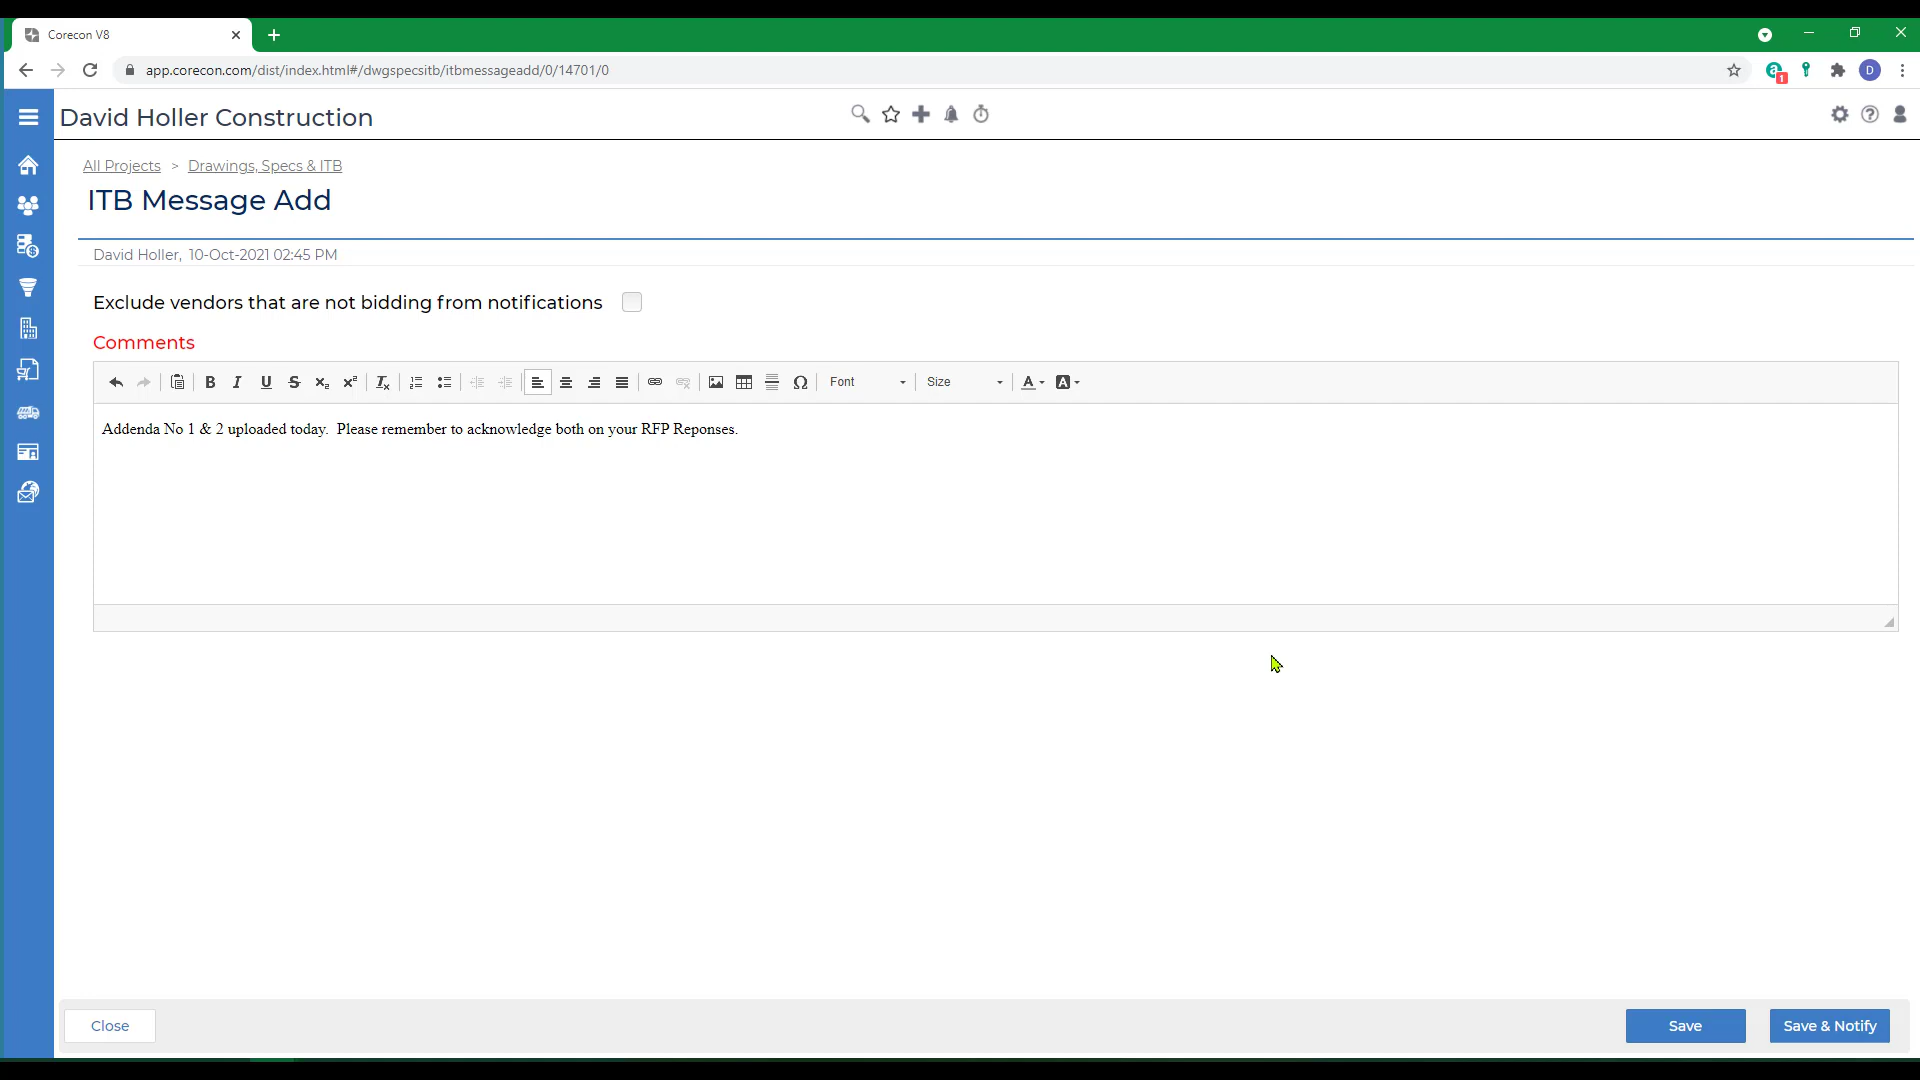 Corecon V8
app.corecon.com/dist/index.html#/dwgspecsitb/itbmessageadd/0/14701/0
1
D
David Holler Construction
All Projects > Drawings, Specs & ITB
ITB Message Add
David Holler, 10-Oct-2021 02:45 PM
Exclude vendors that are not bidding from notifications
Comments
Font
Size
Addenda No 1 & 2 uploaded today.  Please remember to acknowledge both on your RFP Reponses.
Close
Save
Save & Notify